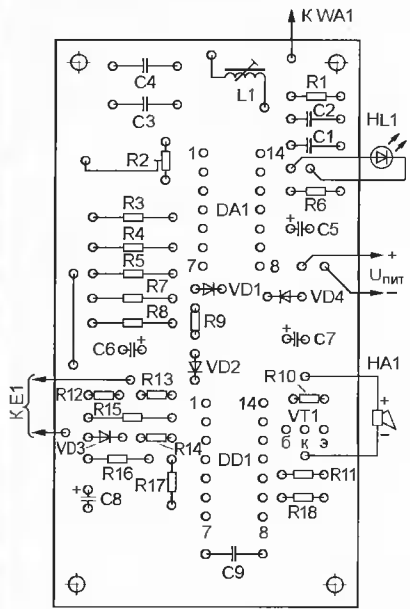 К WA1
C4
L1
R1
C3
C2
HL1
C1
R2
1
14
R3
DA1
R6
R4
C5
R5
+
7
8
Uпит
R7
VD1
VD4
−
R8
R9
C6
+
C7
HA1
VD2
R10
К E1
R12
R13
1
14
VT1
+
R15
б
к
э
−
VD3
R14
R16
DD1
R11
+
C8
R17
R18
7
8
C9